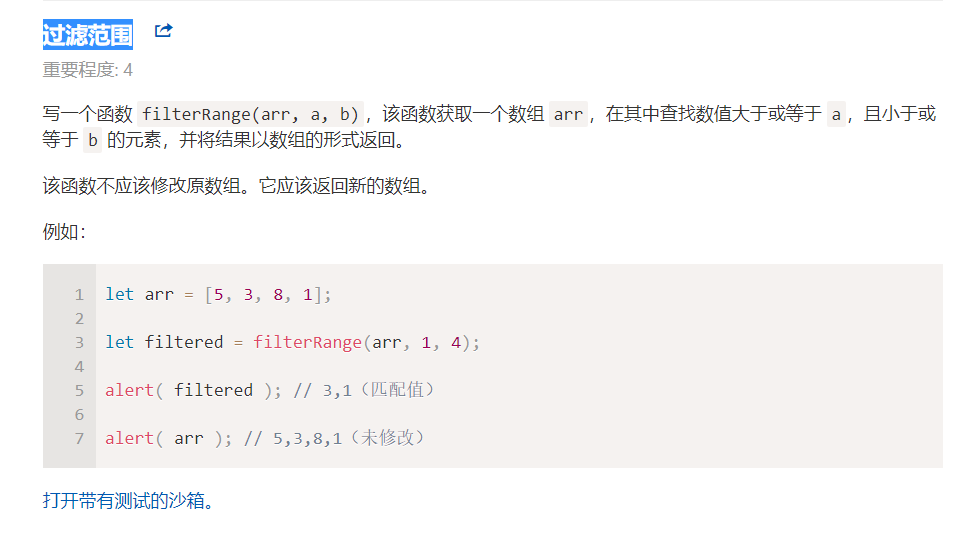 过滤范围
重要程度: 4
写一个函数 filterRange(arr, a, b)，该函数获取一个数组 arr，在其中查找数值大于或等于 a，且小于或
等于 b 的元素，并将结果以数组的形式返回。
该函数不应该修改原数组。它应该返回新的数组。
例如：
1 let arr = [5, 3, 8, 1];
2
3 let filtered = filterRange(arr, 1, 4);
4
5 alert( filtered ); // 3,1（匹配值）
6
7 alert( arr ); // 5,3,8,1（未修改）
打开带有测试的沙箱。